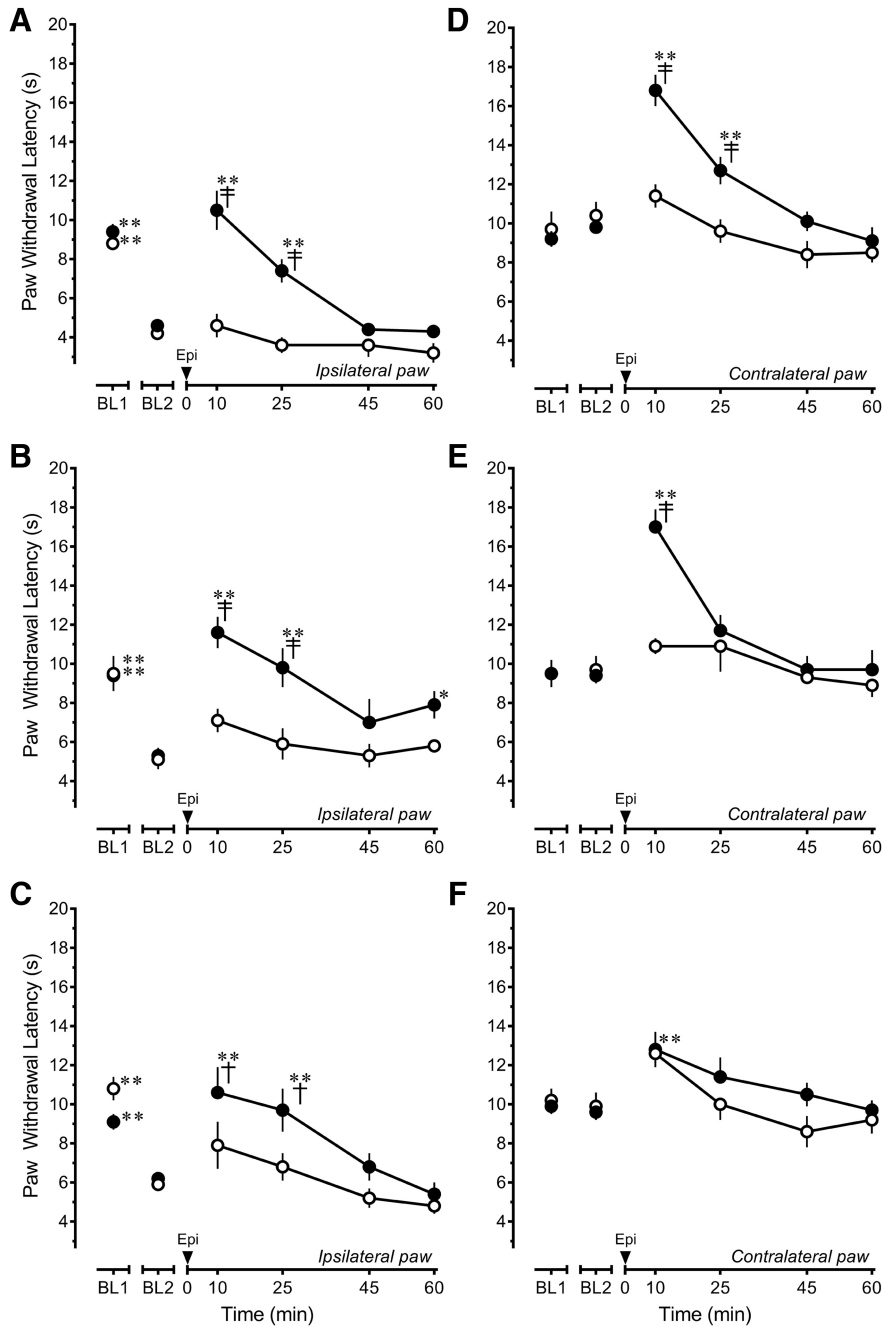 A
Paw Withdrawal Latency (s)
20
18
16
14
12
10
8
6
4
**
**
**
‡
**
‡
Epi
Ipsilateral paw
BL1 BL2 0 10 25 45 60
D
20
18
16
14
12
10
8
6
4
**
‡
**
‡
Epi
Contralateral paw
BL1 BL2 0 10 25 45 60
B
Paw Withdrawal Latency (s)
20
18
16
14
12
10
8
6
4
**
**
**
‡
**
‡
*
Epi
Ipsilateral paw
BL1 BL2 0 10 25 45 60
E
20
18
16
14
12
10
8
6
4
**
‡
Epi
Contralateral paw
BL1 BL2 0 10 25 45 60
C
Paw Withdrawal Latency (s)
20
18
16
14
12
10
8
6
4
**
**
**
†
**
†
Epi
Ipsilateral paw
BL1 BL2 0 10 25 45 60
Time (min)
F
20
18
16
14
12
10
8
6
4
**
Epi
Contralateral paw
BL1 BL2 0 10 25 45 60
Time (min)